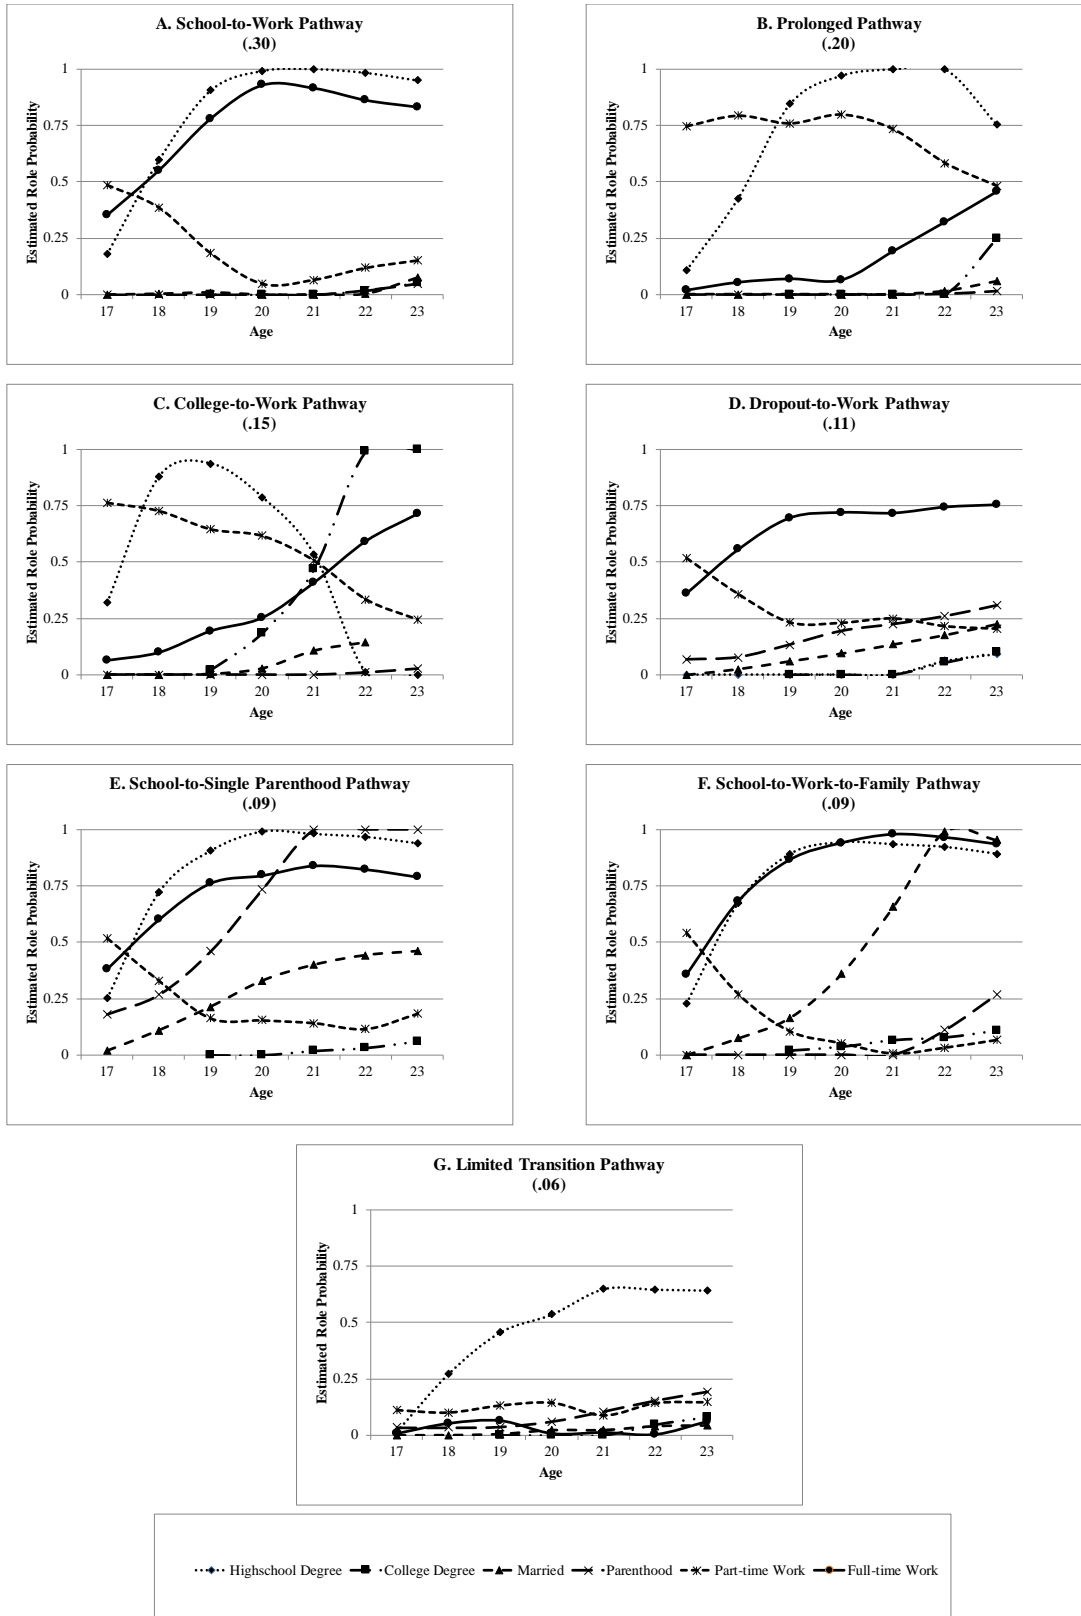 A. School-to-Work Pathway
(.30)
Estimated Role Probability
1
0.75
0.5
0.25
0
17 18 19 20 21 22 23
Age
B. Prolonged Pathway
(.20)
Estimated Role Probability
1
0.75
0.5
0.25
0
17 18 19 20 21 22 23
Age
C. College-to-Work Pathway
(.15)
Estimated Role Probability
1
0.75
0.5
0.25
0
17 18 19 20 21 22 23
Age
D. Dropout-to-Work Pathway
(.11)
Estimated Role Probability
1
0.75
0.5
0.25
0
17 18 19 20 21 22 23
Age
E. School-to-Single Parenthood Pathway
(.09)
Estimated Role Probability
1
0.75
0.5
0.25
0
17 18 19 20 21 22 23
Age
F. School-to-Work-to-Family Pathway
(.09)
Estimated Role Probability
1
0.75
0.5
0.25
0
17 18 19 20 21 22 23
Age
G. Limited Transition Pathway
(.06)
Estimated Role Probability
1
0.75
0.5
0.25
0
17 18 19 20 21 22 23
Age
Highschool Degree College Degree Married Parenthood Part-time Work Full-time Work